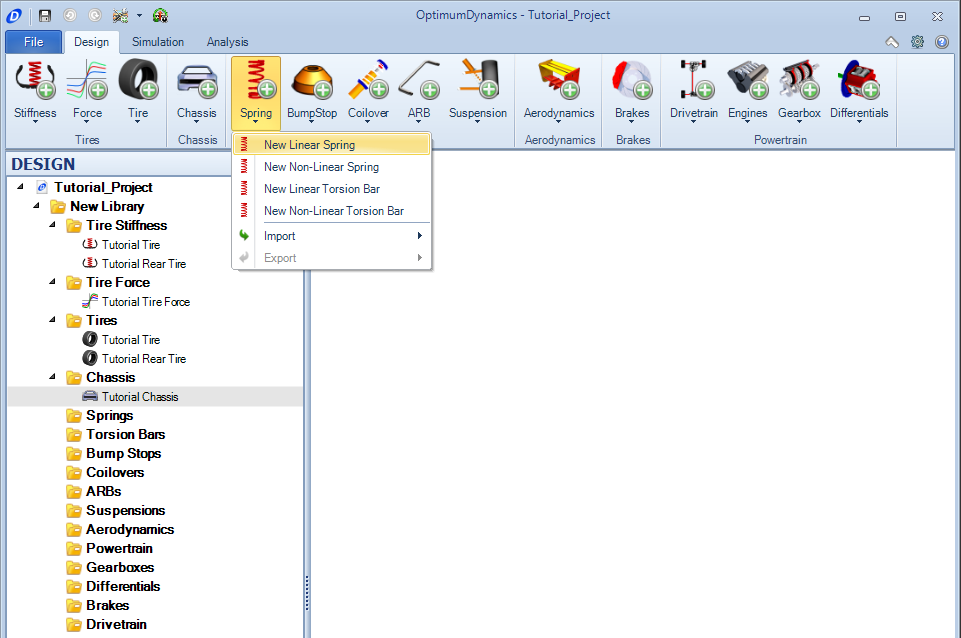 OptimumDynamics - Tutorial_Project
File Design Simulation Analysis
Stiffness Force Tire Chassis Spring BumpStop Coilover ARB Suspension Aerodynamics Brakes Drivetrain Engines Gearbox Differentials
Tires Chassis Aerodynamics Brakes Powertrain
New Linear Spring
New Non-Linear Spring
New Linear Torsion Bar
New Non-Linear Torsion Bar
Import
Export
DESIGN
Tutorial_Project
New Library
Tire Stiffness
Tutorial Tire
Tutorial Rear Tire
Tire Force
Tutorial Tire Force
Tires
Tutorial Tire
Tutorial Rear Tire
Chassis
Tutorial Chassis
Springs
Torsion Bars
Bump Stops
Coilovers
ARBs
Suspensions
Aerodynamics
Powertrain
Gearboxes
Differentials
Brakes
Drivetrain